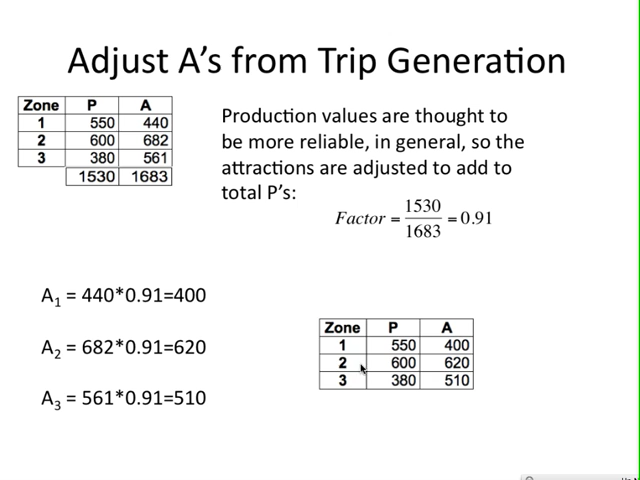 Adjust A's from Trip Generation
Zone P A
1 550 440
2 600 682
3 380 561
1530 1683
Production values are thought to
be more reliable, in general, so the
attractions are adjusted to add to
total P's:
Factor = 1530/1683 = 0.91
A1 = 440*0.91=400
A2 = 682*0.91=620
A3 = 561*0.91=510
Zone P A
1 550 400
2 600 620
3 380 510